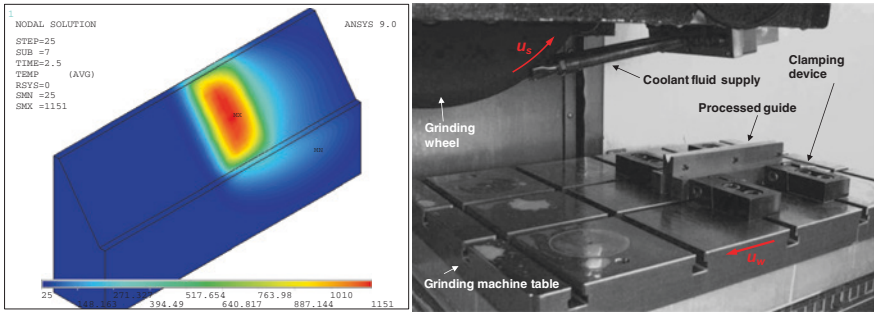 1
NODAL SOLUTION
ANSYS 9.0
STEP=25
SUB =7
TIME=2.5
TEMP (AVG)
RSYS=0
SMN =25
SMX =1151
MX
MN
25 517.654 763.98 1010
394.49 640.817 887.144 1151
us
Coolant fluid supply
Clamping
device
Processed guide
Grinding
wheel
uw
Grinding machine table